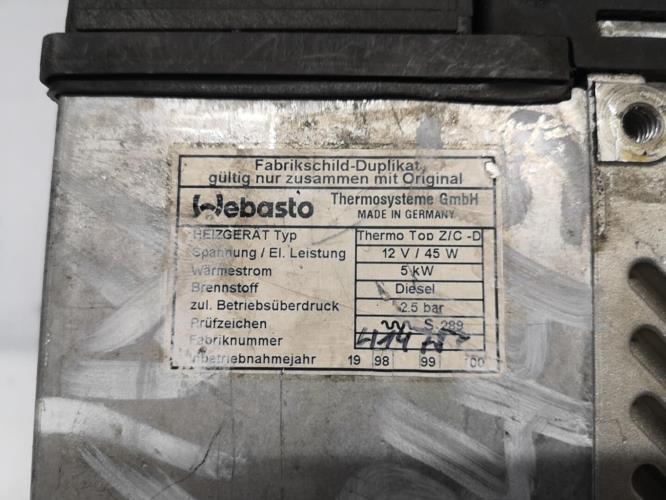 Fabrikschild-Duplikat,
gültig nur zusammen mit Original
Webasto Thermosysteme GmbH
MADE IN GERMANY
HEIZGERÄT Typ Thermo Top Z/C -D
Spannung / El. Leistung 12 V / 45 W
Wärmestrom 5 kW
Brennstoff Diesel
zul. Betriebsüberdruck 2.5 bar
Prüfzeichen S 289
Fabriknummer
Inbetriebnahmejahr 19 98 99 00